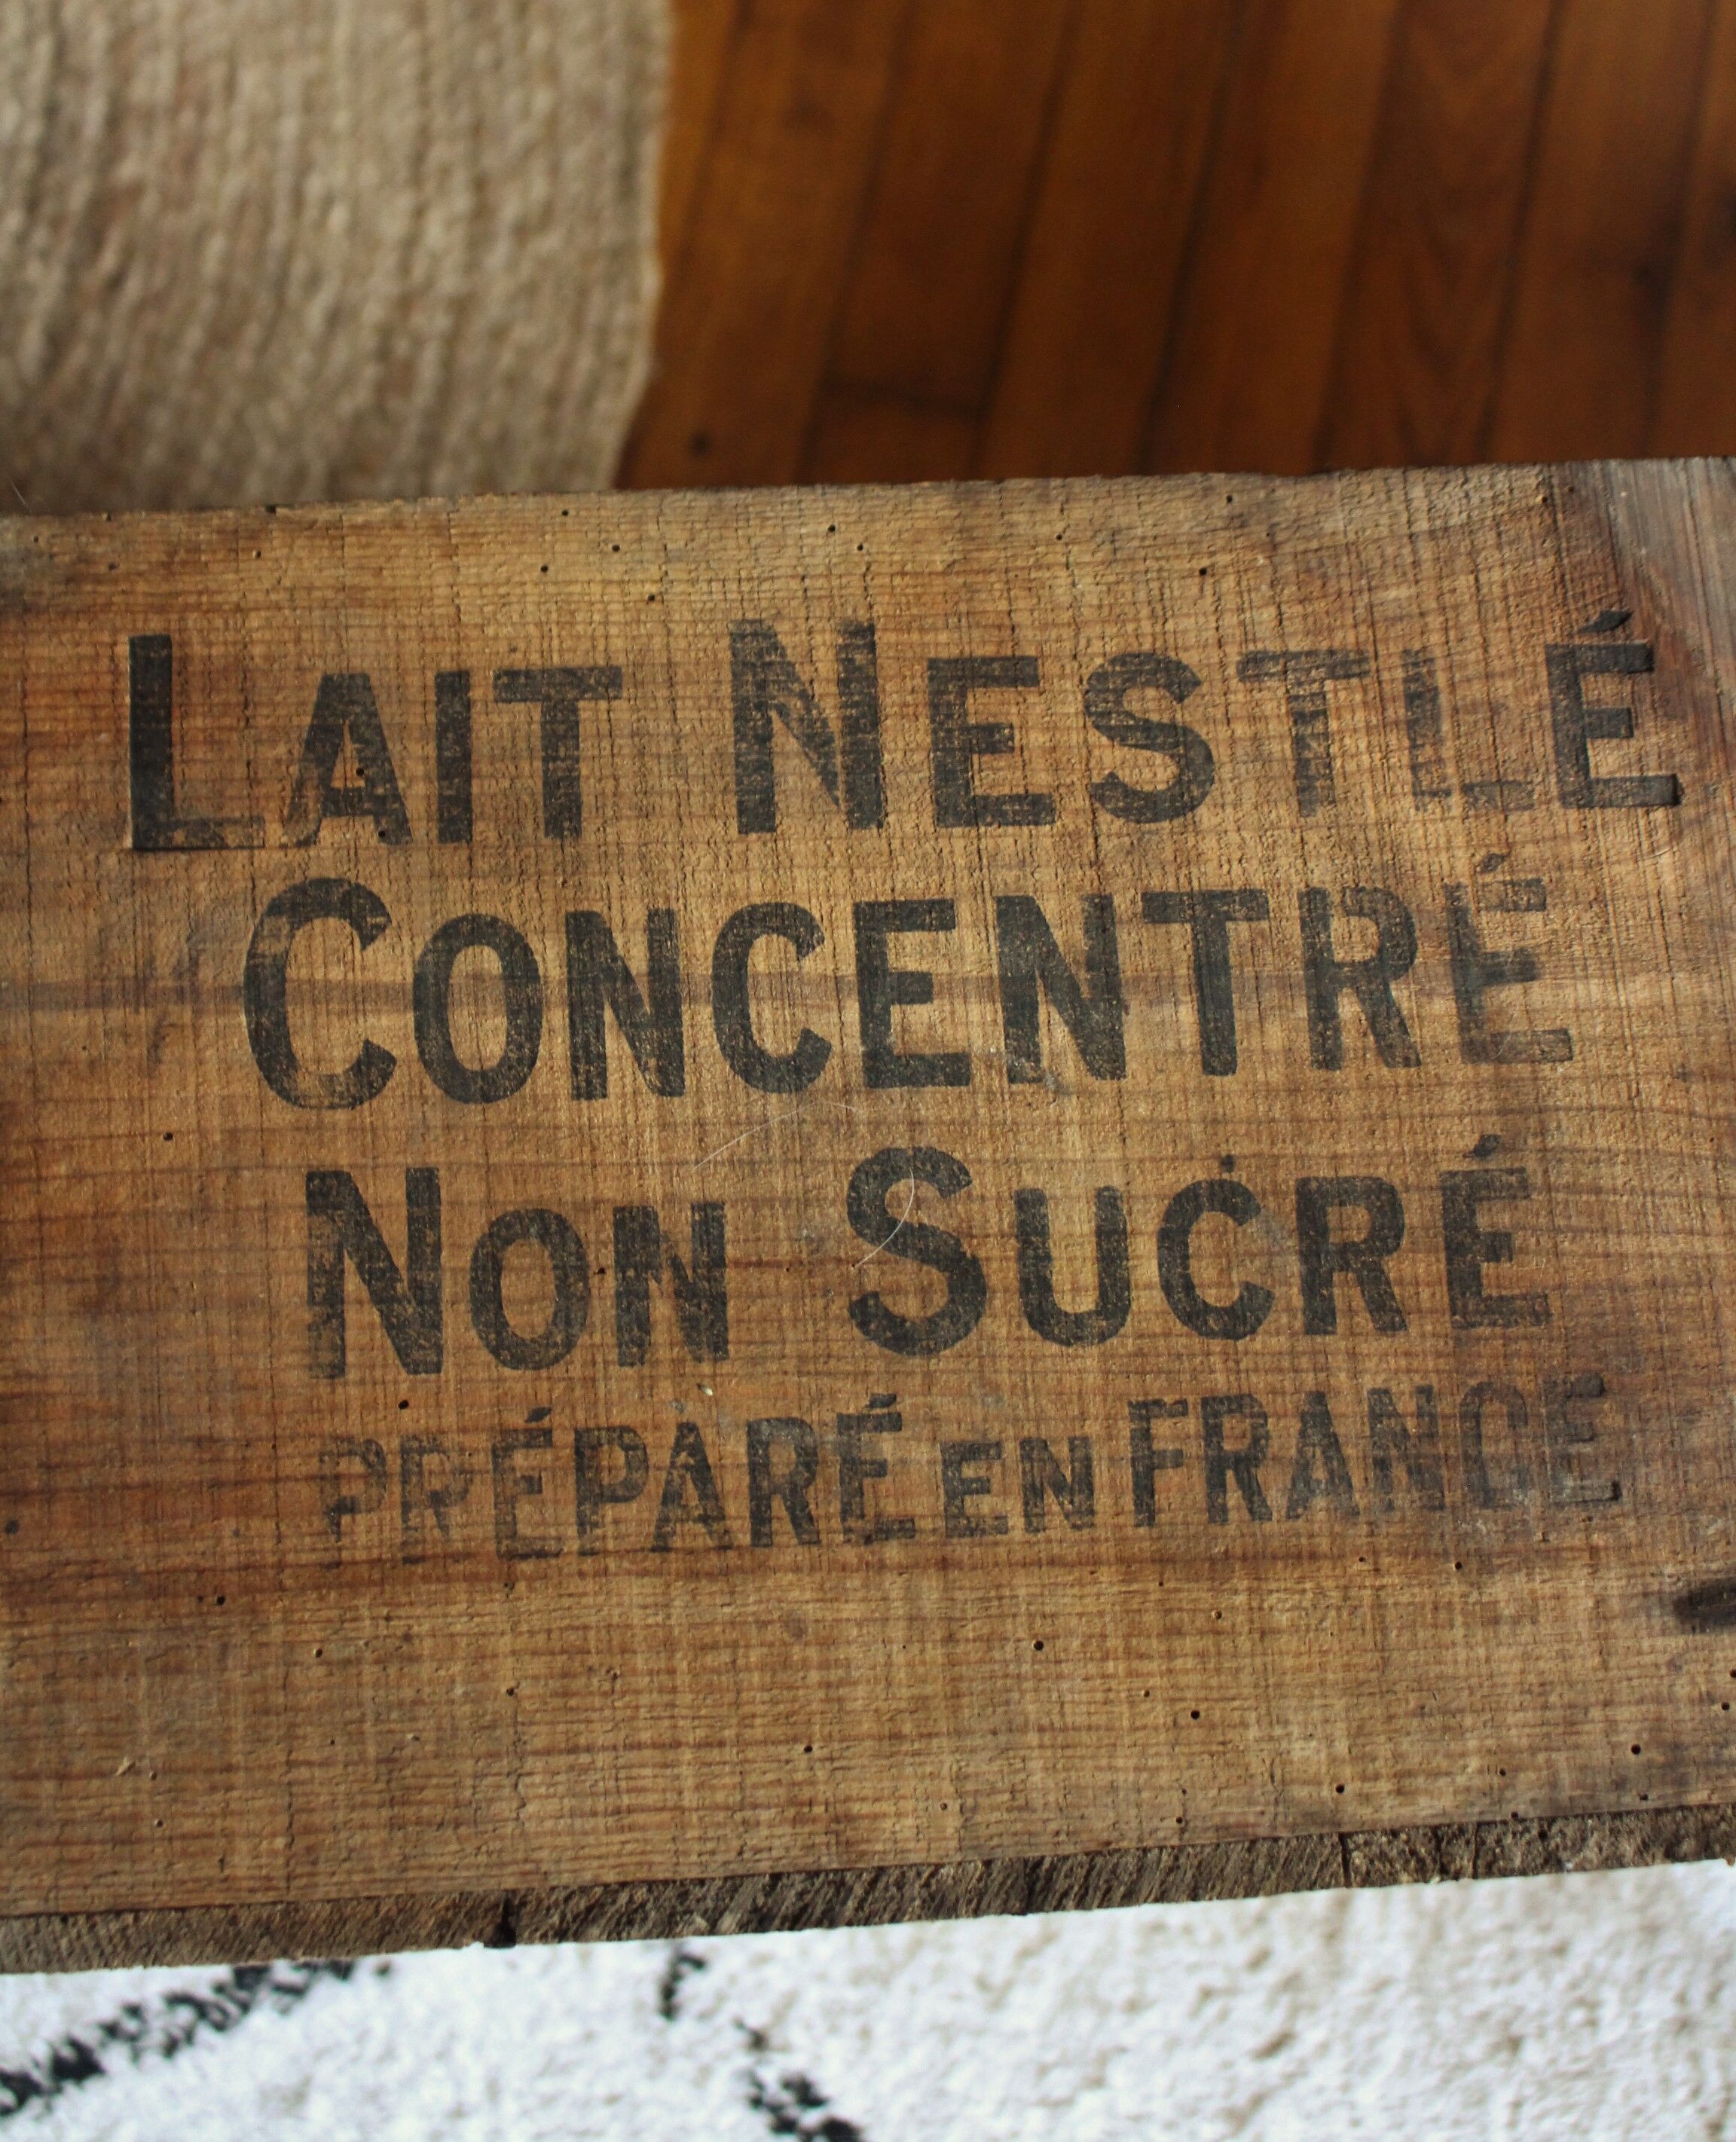 LAIT NESTLÉ
CONCENTRÉ
NON SUCRÉ
PRÉPARÉ EN FRANCE